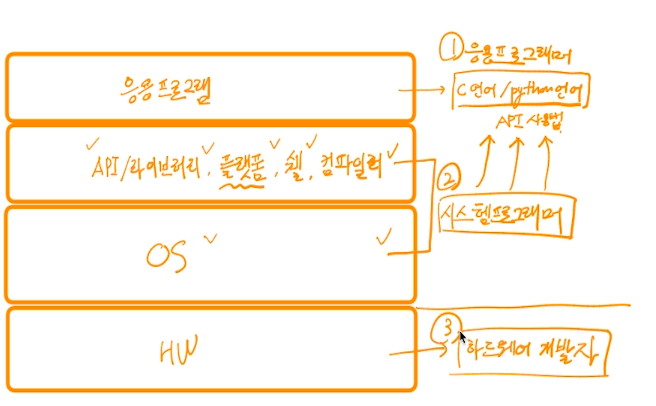 ① 응용프로그래머
응용프로그램
C언어/python언어
API 사용법
API/라이브러리, 플랫폼, 쉘, 컴파일러
②
시스템프로그래머
OS
③
하드웨어 개발자
HW